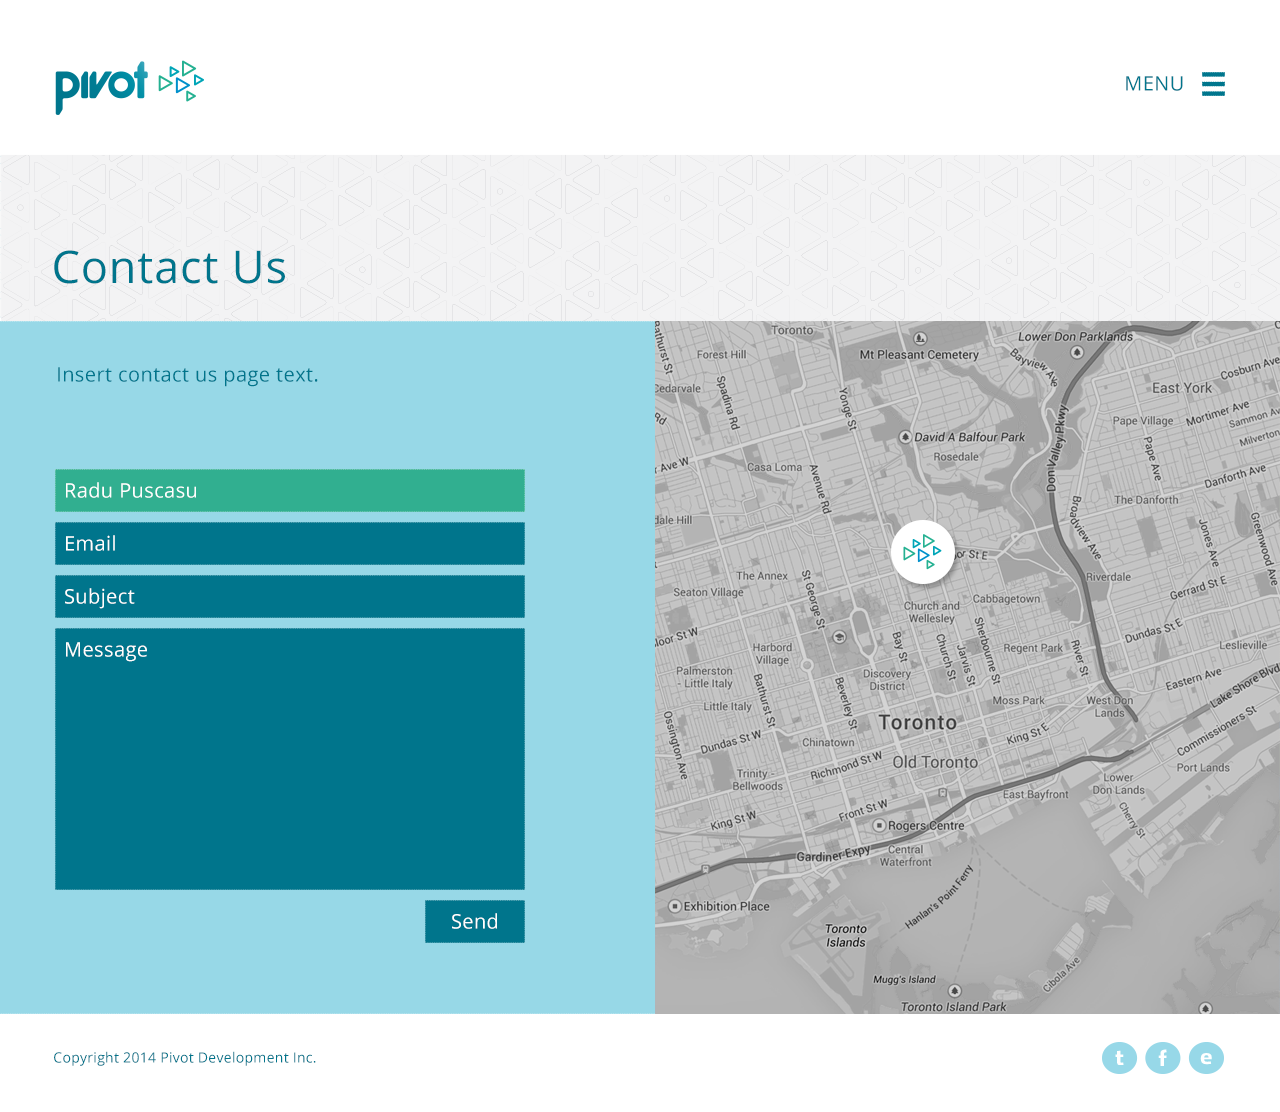 pivot
MENU
Contact Us
Insert contact us page text.
Radu Puscasu
Email
Subject
Message
Send
Toronto
Lower Don Parklands
Forest Hill
Mt Pleasant Cemetery
Bayview Ave
Cosburn Ave
Bathurst St
Cedarvale
Spadina Rd
Yonge St
East York
Mortimer Ave
Pape Village
Sammon Av
Milverton
David A Balfour Park
Rosedale
Don Valley Pkwy
Pape Ave
Casa Loma
Avenue Rd
Danforth Ave
The Danforth
Broadview Ave
Jones Ave
Greenwood Ave
The Annex
Seaton Village
St George St
Riverdale
Gerrard St E
Cabbagetown
Church and
Wellesley
Dundas St E
Harbord
Village
Bay St
Church St
Jarvis St
Sherbourne St
Regent Park
River St
Leslieville
Palmerston
- Little Italy
Discovery
District
Eastern Ave
Lake Shore Blvd
Bathurst St
Beverley St
Moss Park
West Don
Lands
Little Italy
Ossington Ave
Toronto
King St E
Commissioners St
Dundas St W
Chinatown
Richmond St W
Old Toronto
Port Lands
Trinity -
Bellwoods
Lower
Don Lands
East Bayfront
Front St W
King St W
Rogers Centre
Cherry St
Gardiner Expy
Central
Waterfront
Hanlan's Point Ferry
Exhibition Place
Toronto
Islands
Cibola Ave
Mugg's Island
Toronto Island Park
Copyright 2014 Pivot Development Inc.
t f e